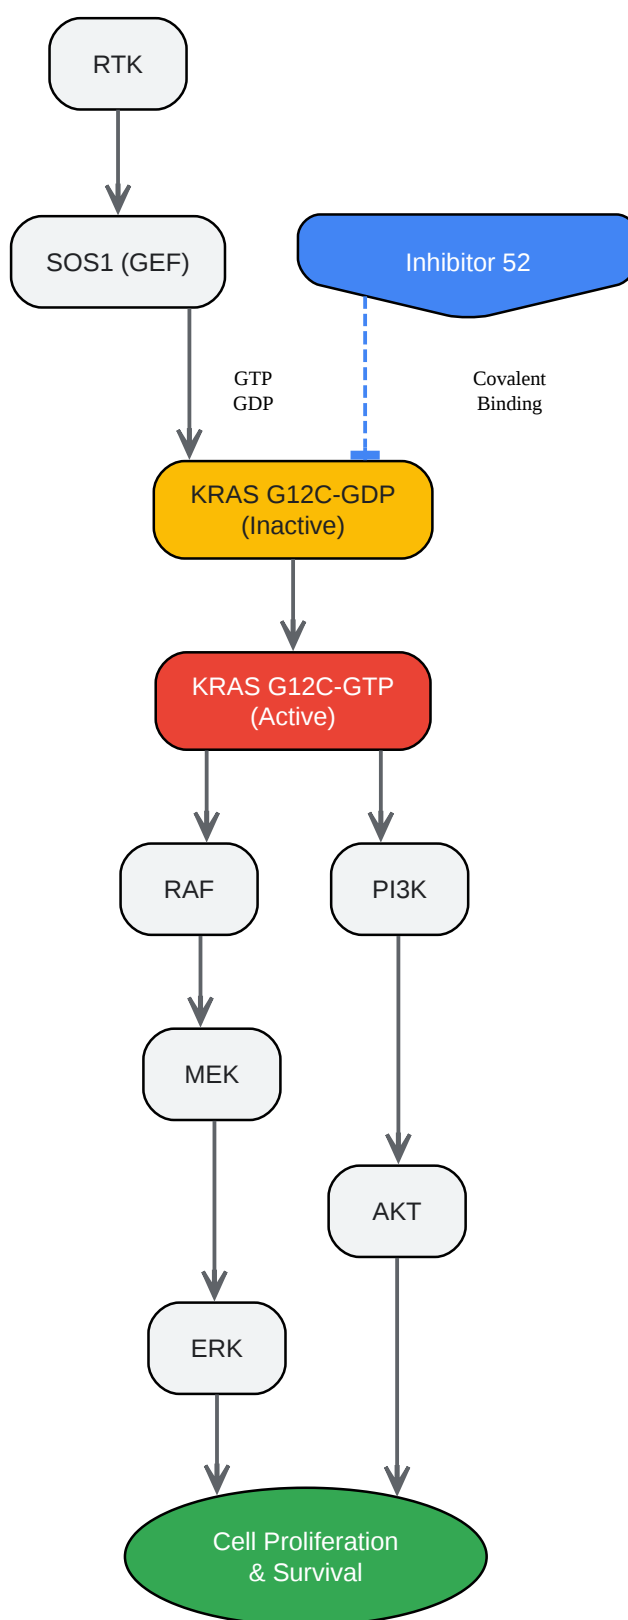 RTK
SOS1 (GEF)
Inhibitor 52
GTP
GDP
Covalent
Binding
KRAS G12C-GDP
(Inactive)
KRAS G12C-GTP
(Active)
RAF
PI3K
MEK
AKT
ERK
Cell Proliferation
& Survival